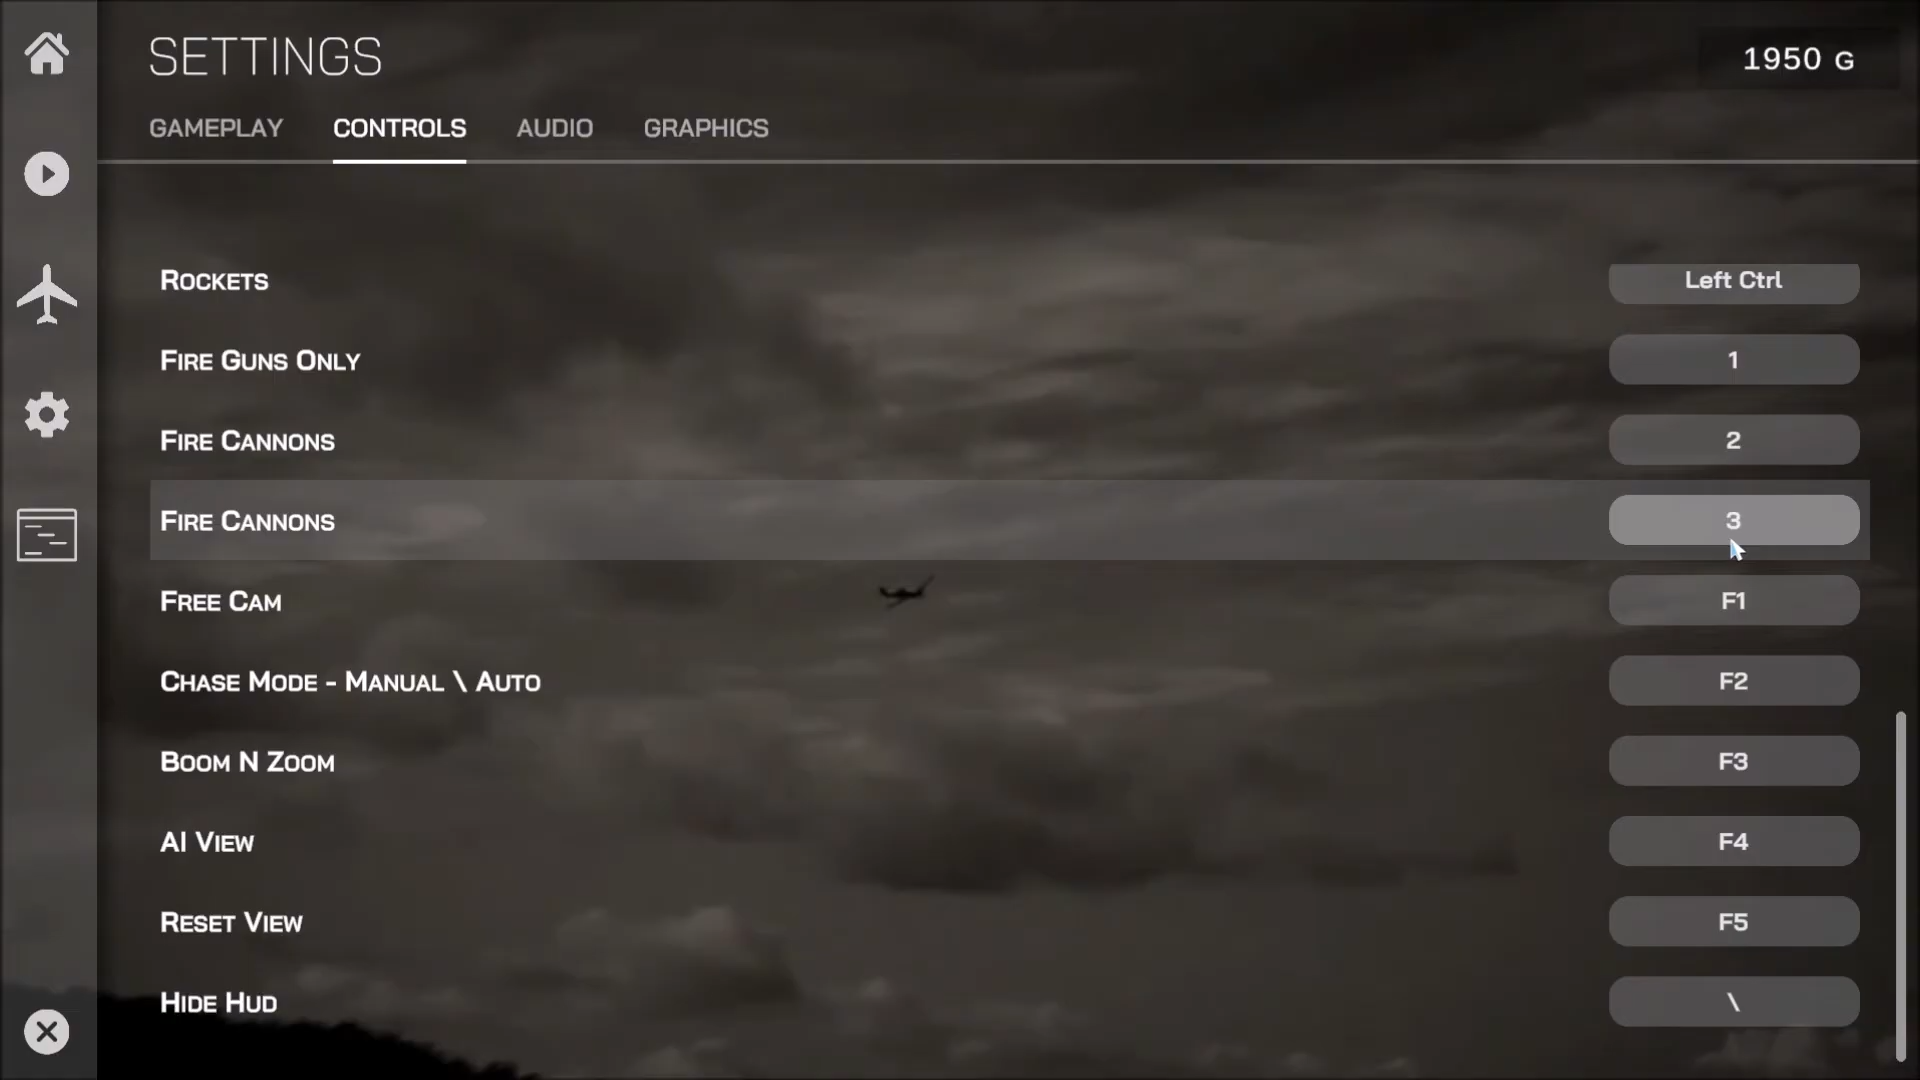 SETTINGS
1950 G
GAMEPLAY CONTROLS AUDIO GRAPHICS
ROCKETS Left Ctrl
FIRE GUNS ONLY 1
FIRE CANNONS 2
FIRE CANNONS 3
FREE CAM F1
CHASE MODE - MANUAL \ AUTO F2
BOOM N ZOOM F3
AI VIEW F4
RESET VIEW F5
HIDE HUD \